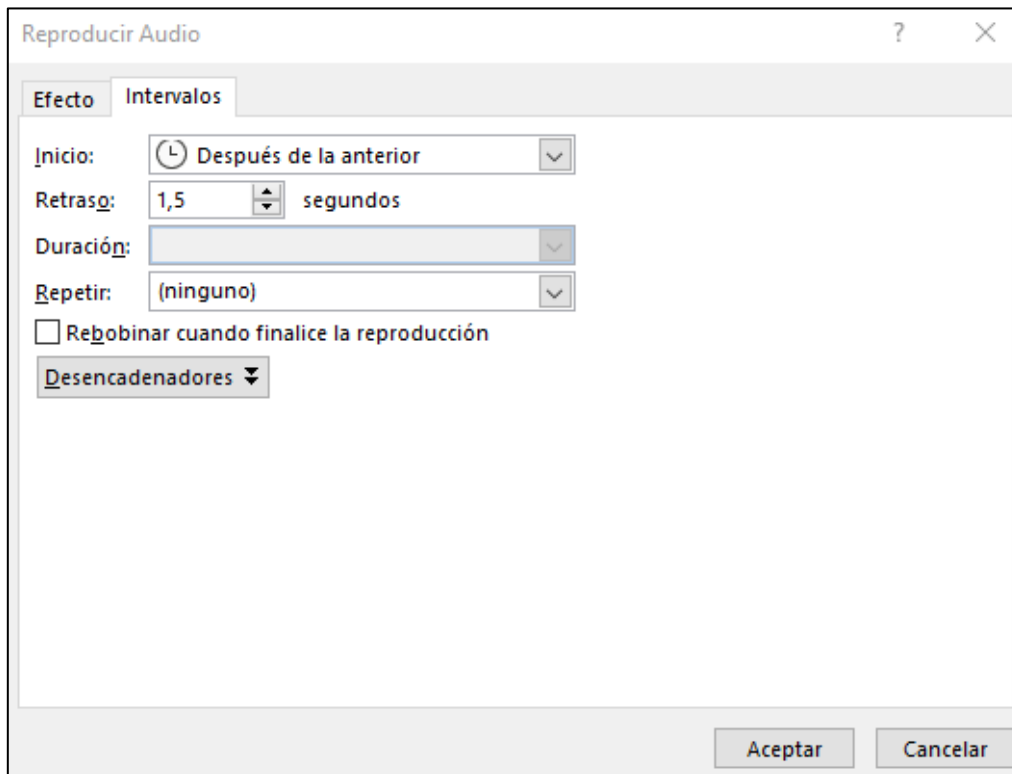 Reproducir Audio ?
Efecto Intervalos
Inicio: Después de la anterior
Retraso: 1,5 segundos
Duración:
Repetir: (ninguno)
Rebobinar cuando finalice la reproducción
Desencadenadores
Aceptar Cancelar